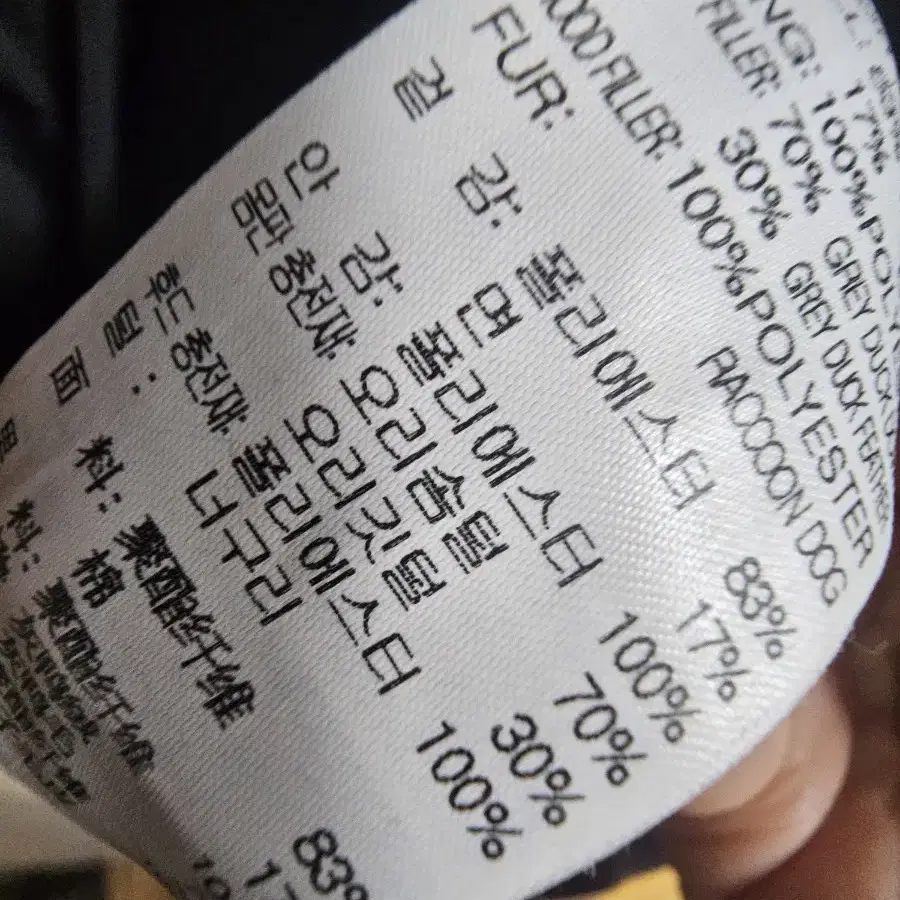 17%
NG: 100%POLYE
FILLER: 70% GREY DUCK
30% GREY DUCK FEATHER
OOD FILLER: 100%POLYESTER
FUR: RACCOON DOG
겉 감: 폴리에스터 83%
면 17%
안 감: 폴리에스터 100%
몸판 충전재 오리솜털 70%
오리깃털 30%
후드 충전재 폴리에스터 100%
털 : 너구리
面 料: 聚酯纤维 83%
棉 17
料: 聚酯纤维